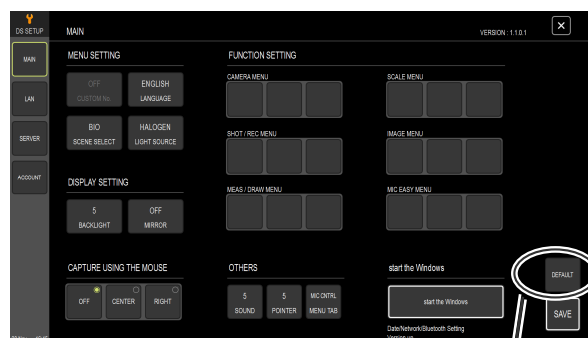 DS SETUP
MAIN
VERSION : 1.1.0.1
MAIN
LAN
SERVER
ACCOUNT
MENU SETTING
OFF
CUSTOM No.
ENGLISH
LANGUAGE
BIO
SCENE SELECT
HALOGEN
LIGHT SOURCE
DISPLAY SETTING
5
BACKLIGHT
OFF
MIRROR
CAPTURE USING THE MOUSE
OFF
CENTER
RIGHT
FUNCTION SETTING
CAMERA MENU
SCALE MENU
SHOT / REC MENU
IMAGE MENU
MEAS / DRAW MENU
MIC EASY MENU
OTHERS
5
SOUND
5
POINTER
MIC CNTRL
MENU TAB
start the Windows
start the Windows
Date/Network/Bluetooth Setting
Version up
DEFAULT
SAVE